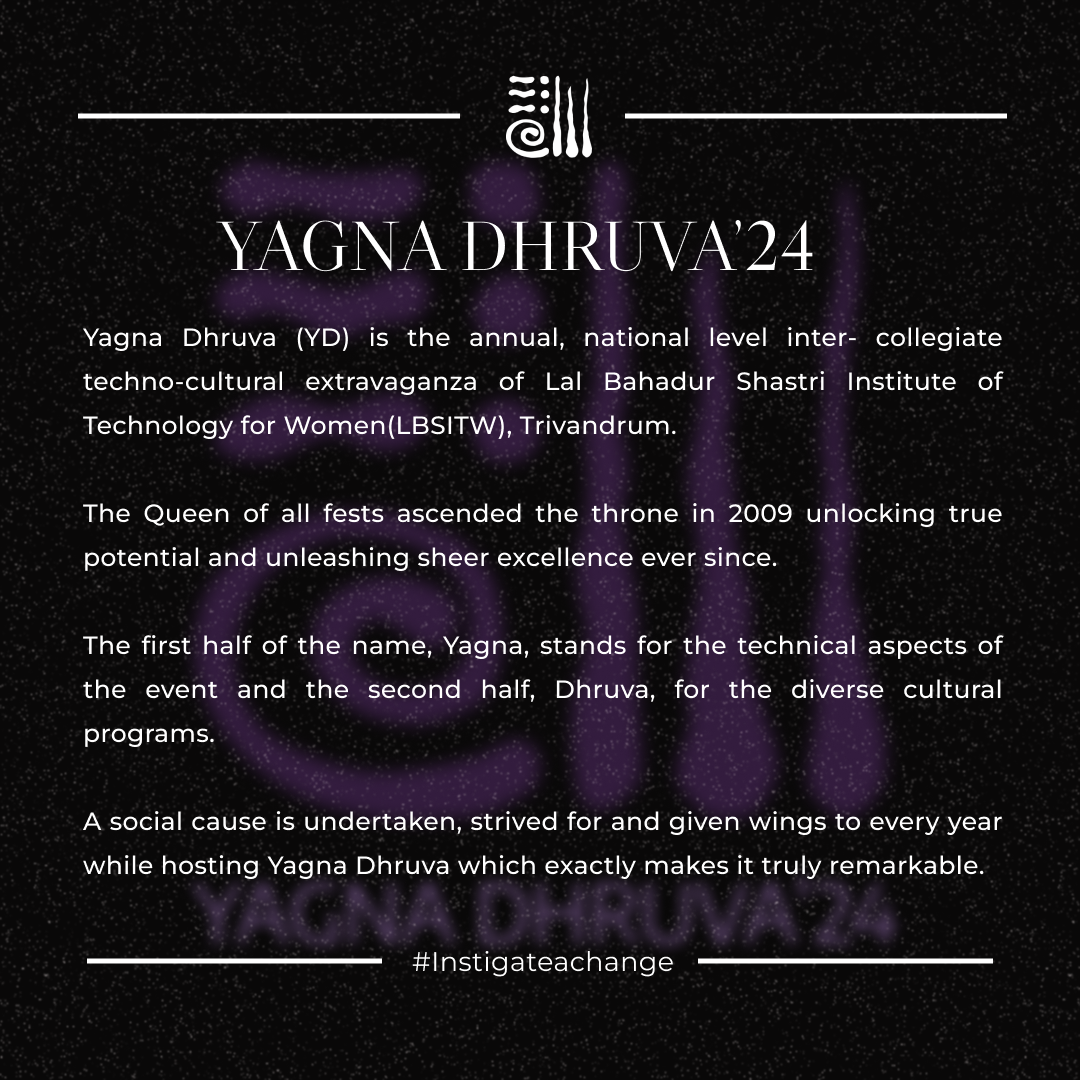 YAGNA DHRUVA’24
Yagna Dhruva (YD) is the annual, national level inter- collegiate
techno-cultural extravaganza of Lal Bahadur Shastri Institute of
Technology for Women(LBSITW), Trivandrum.
The Queen of all fests ascended the throne in 2009 unlocking true
potential and unleashing sheer excellence ever since.
The first half of the name, Yagna, stands for the technical aspects of
the event and the second half, Dhruva, for the diverse cultural
programs.
A social cause is undertaken, strived for and given wings to every year
while hosting Yagna Dhruva which exactly makes it truly remarkable.
YAGNA DHRUVA'24
#Instigateachange